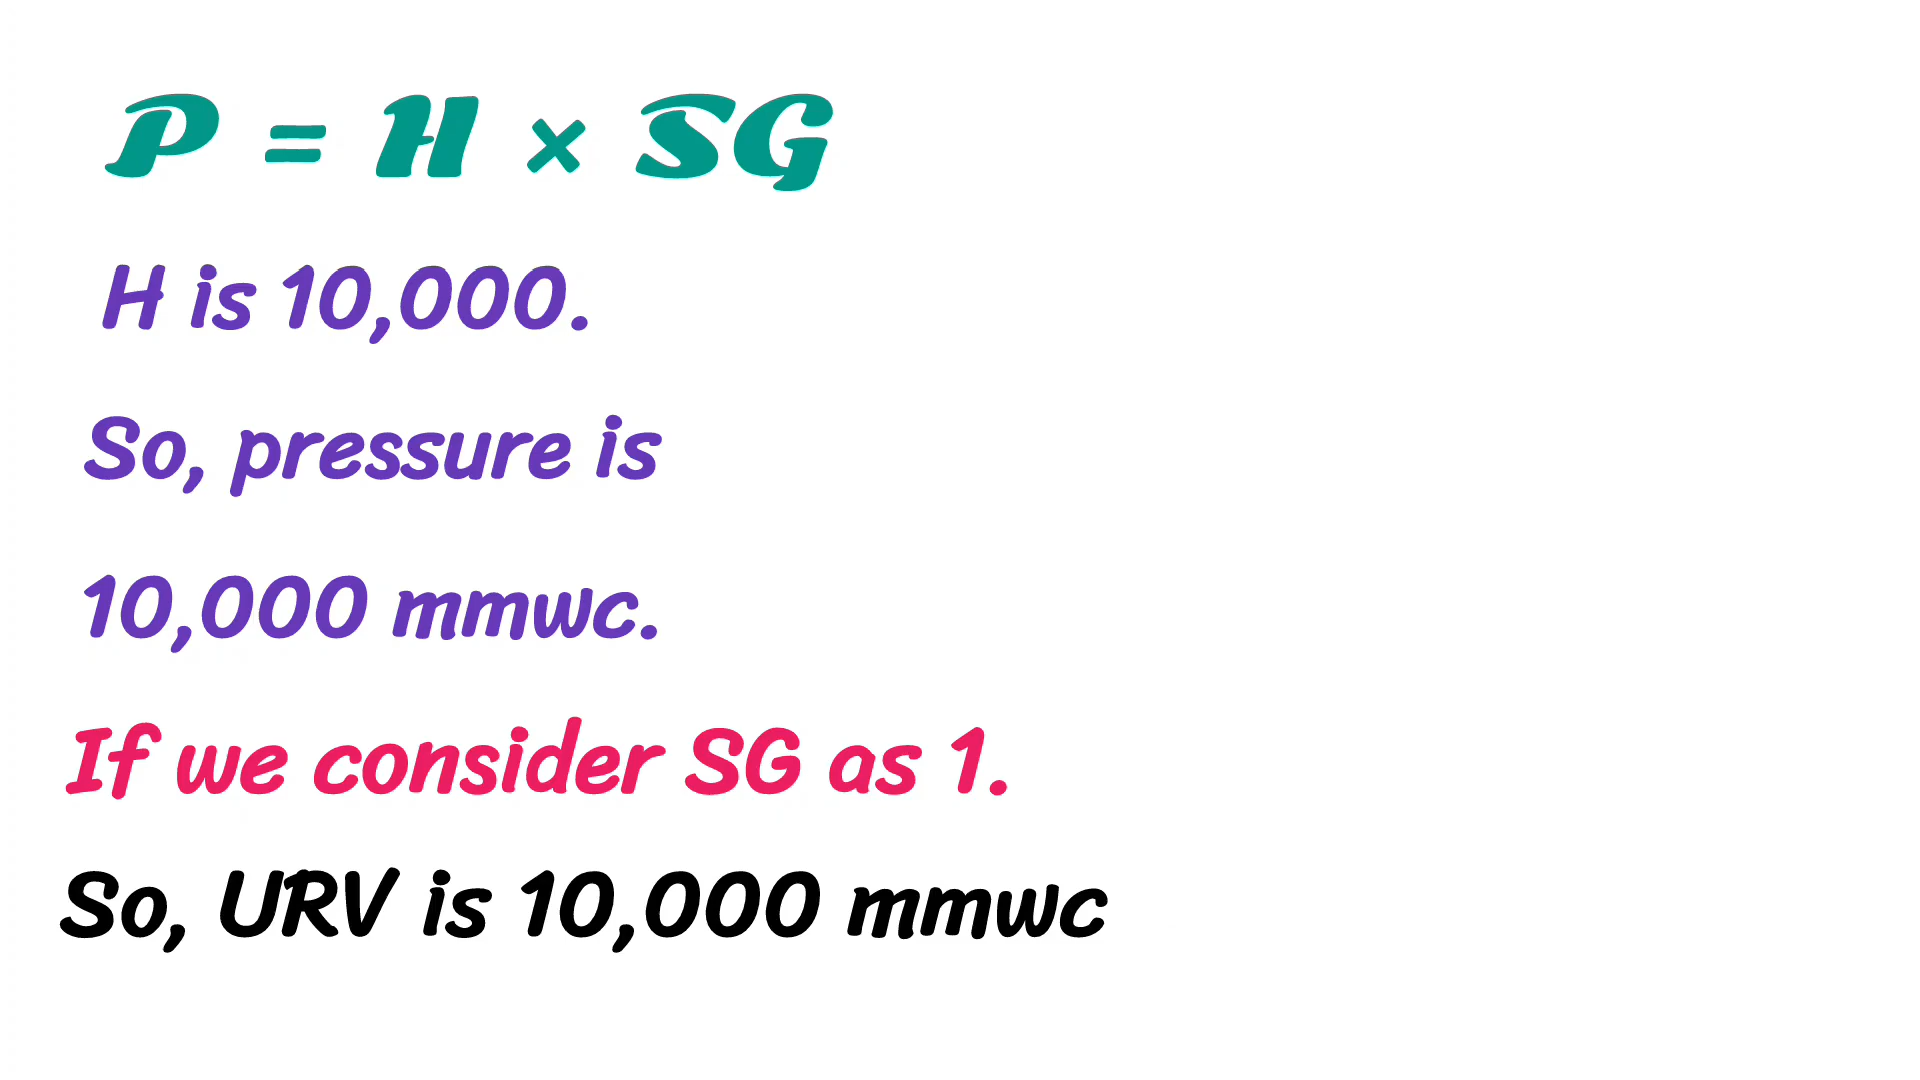 P = H × SG
H is 10,000.
So, pressure is
10,000 mmwc.
If we consider SG as 1.
So, URV is 10,000 mmwc